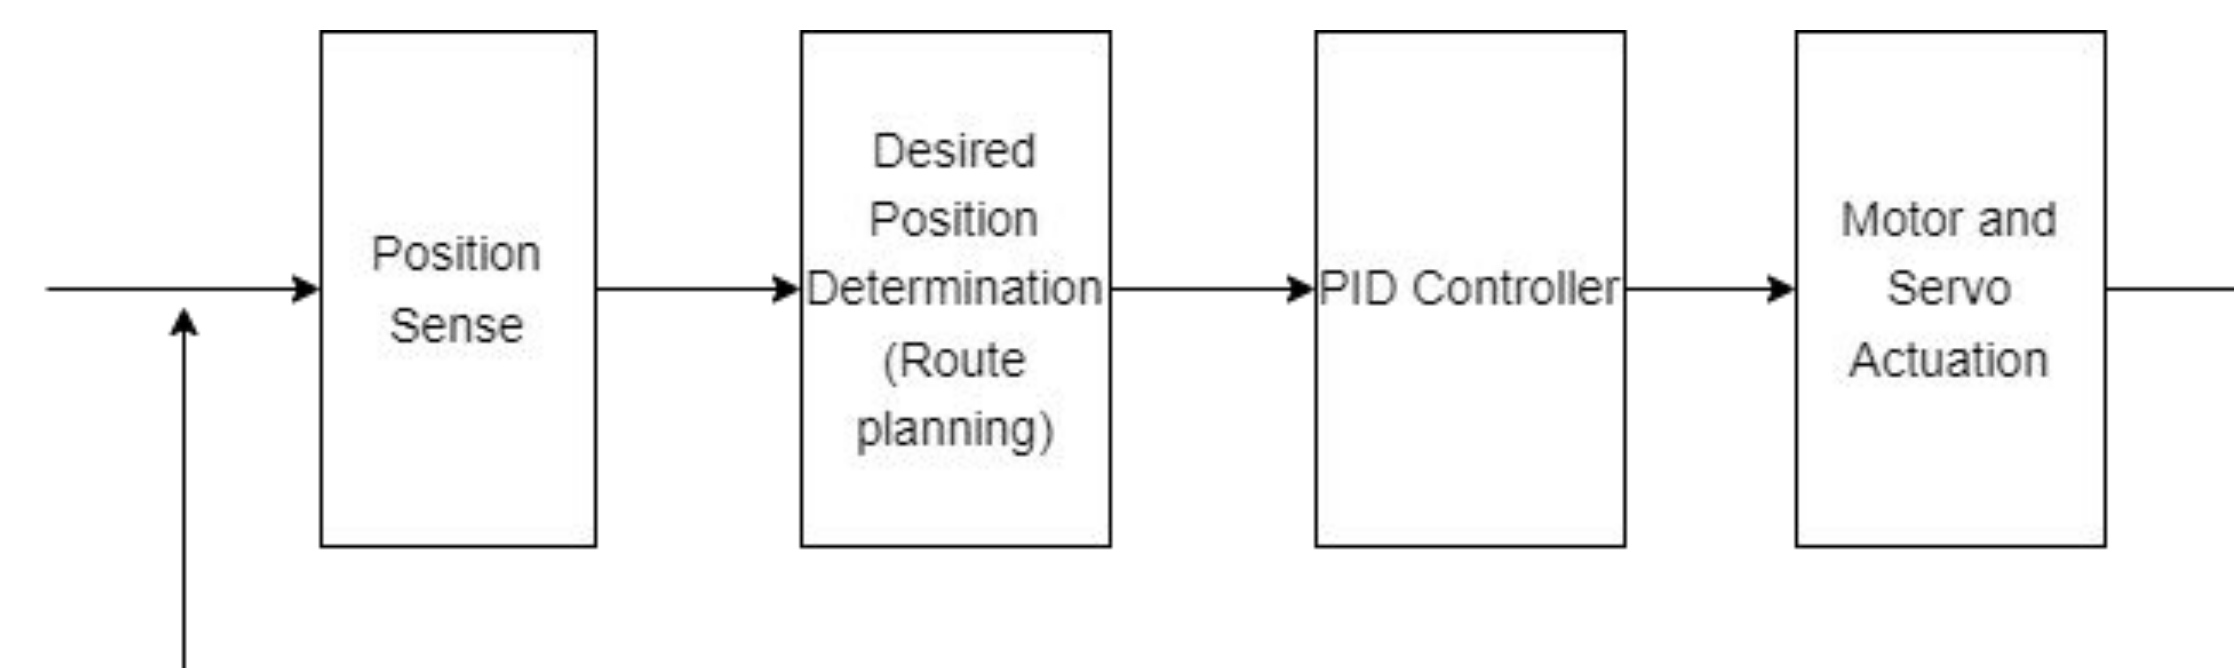 Position
Sense
Desired
Position
Determination
(Route
planning)
PID Controller
Motor and
Servo
Actuation